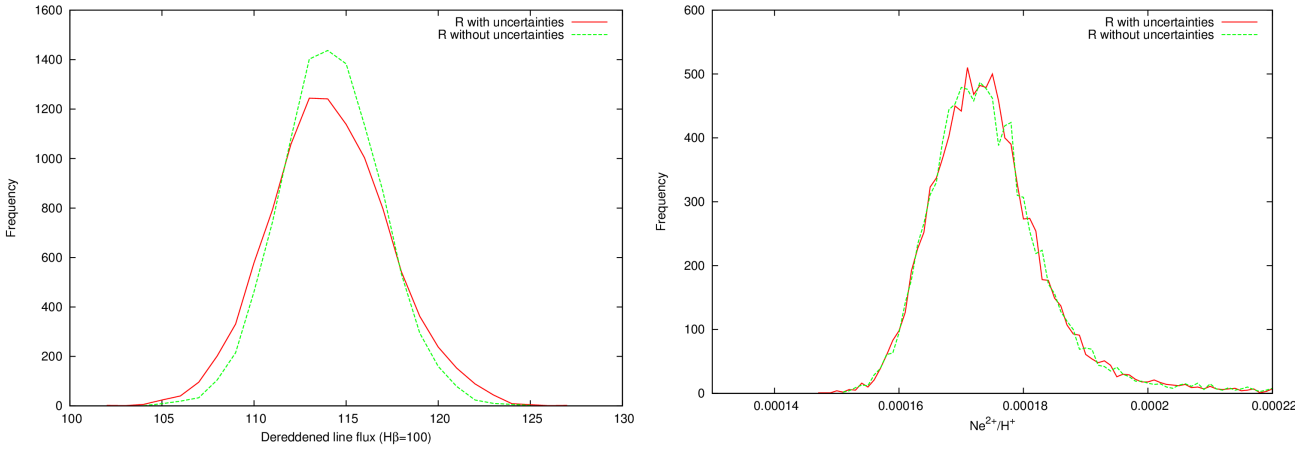 1600
1400
1200
1000
800
600
400
200
0
Frequency
R with uncertainties
R without uncertainties
100 105 110 115 120 125 130
Dereddened line flux (Hβ=100)
600
500
400
300
200
100
0
Frequency
R with uncertainties
R without uncertainties
0.00014 0.00016 0.00018 0.0002 0.00022
Ne²⁺/H⁺